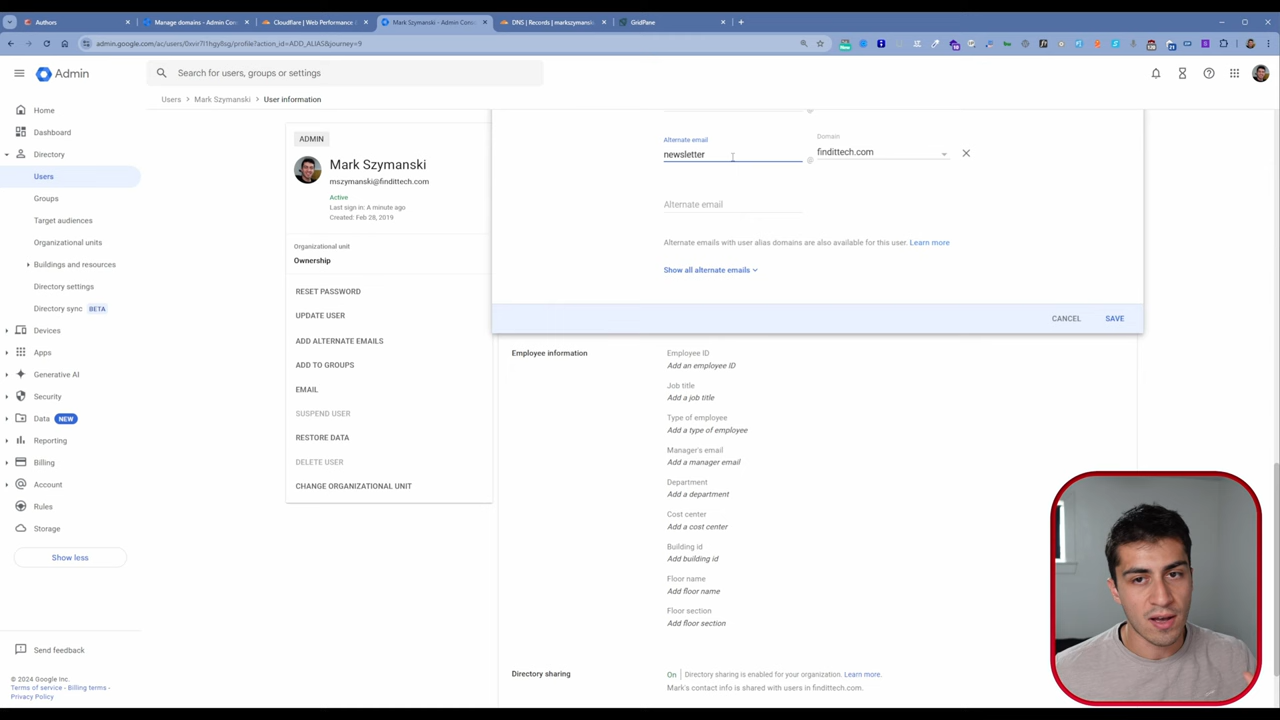 Authors
Manage domains - Admin Con
Cloudflare | Web Performance
Mark Szymanski - Admin Conso
DNS | Records | markszymans
GridPane
admin.google.com/ac/users/0xvir7l1hgy8sg/profile?action_id=ADD_ALIAS&journey=9
Admin
Search for users, groups or settings
Users > Mark Szymanski > User information
Home
Dashboard
Directory
Users
Groups
Target audiences
Organizational units
Buildings and resources
Directory settings
Directory sync BETA
Devices
Apps
Generative AI
Security
Data NEW
Reporting
Billing
Account
Rules
Storage
Show less
Send feedback
© 2024 Google Inc.
Terms of service - Billing terms -
Privacy Policy
ADMIN
Mark Szymanski
mszymanski@findittech.com
Active
Last sign in: A minute ago
Created: Feb 28, 2019
Organizational unit
Ownership
RESET PASSWORD
UPDATE USER
ADD ALTERNATE EMAILS
ADD TO GROUPS
EMAIL
SUSPEND USER
RESTORE DATA
DELETE USER
CHANGE ORGANIZATIONAL UNIT
Alternate email
newsletter
Domain
findittech.com
Alternate email
Alternate emails with user alias domains are also available for this user. Learn more
Show all alternate emails
CANCEL
SAVE
Employee information
Employee ID
Add an employee ID
Job title
Add a job title
Type of employee
Add a type of employee
Manager's email
Add a manager email
Department
Add a department
Cost center
Add a cost center
Building id
Add building id
Floor name
Add floor name
Floor section
Add floor section
Directory sharing
On
Directory sharing is enabled for your organization. Learn more.
Mark's contact info is shared with users in findittech.com.